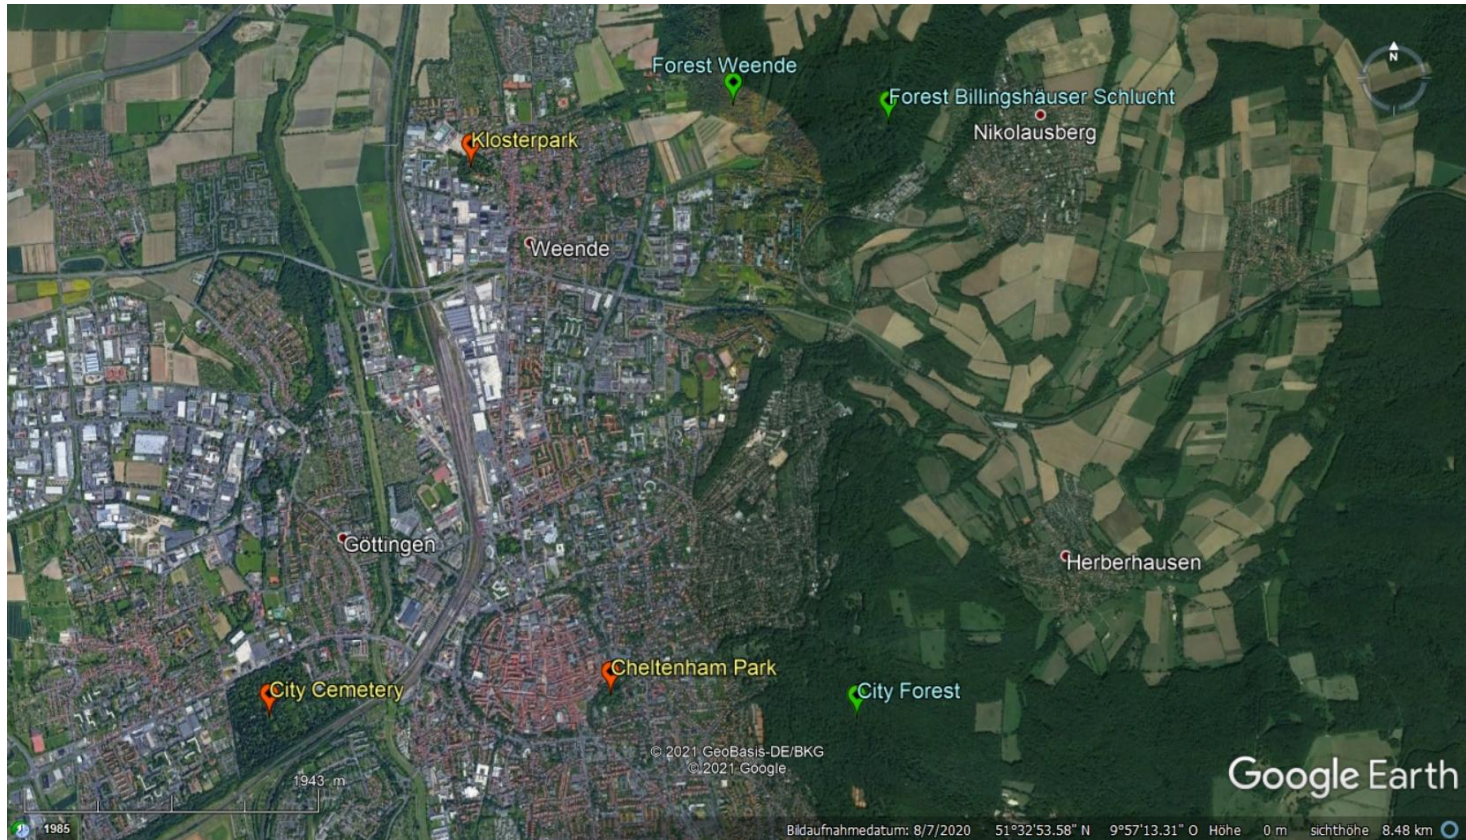 Forest Weende
Forest Billingshäuser Schlucht
N
Nikolausberg
Klosterpark
Weende
Göttingen
Herberhausen
Cheltenham Park
City Cemetery
City Forest
© 2021 GeoBasis-DE/BKG
© 2021 Google
1943 m
Google Earth
1985
Bildaufnahmedatum: 8/7/2020 51°32'53.58" N 9°57'13.31" O Höhe 0 m sichthöhe 8.48 km